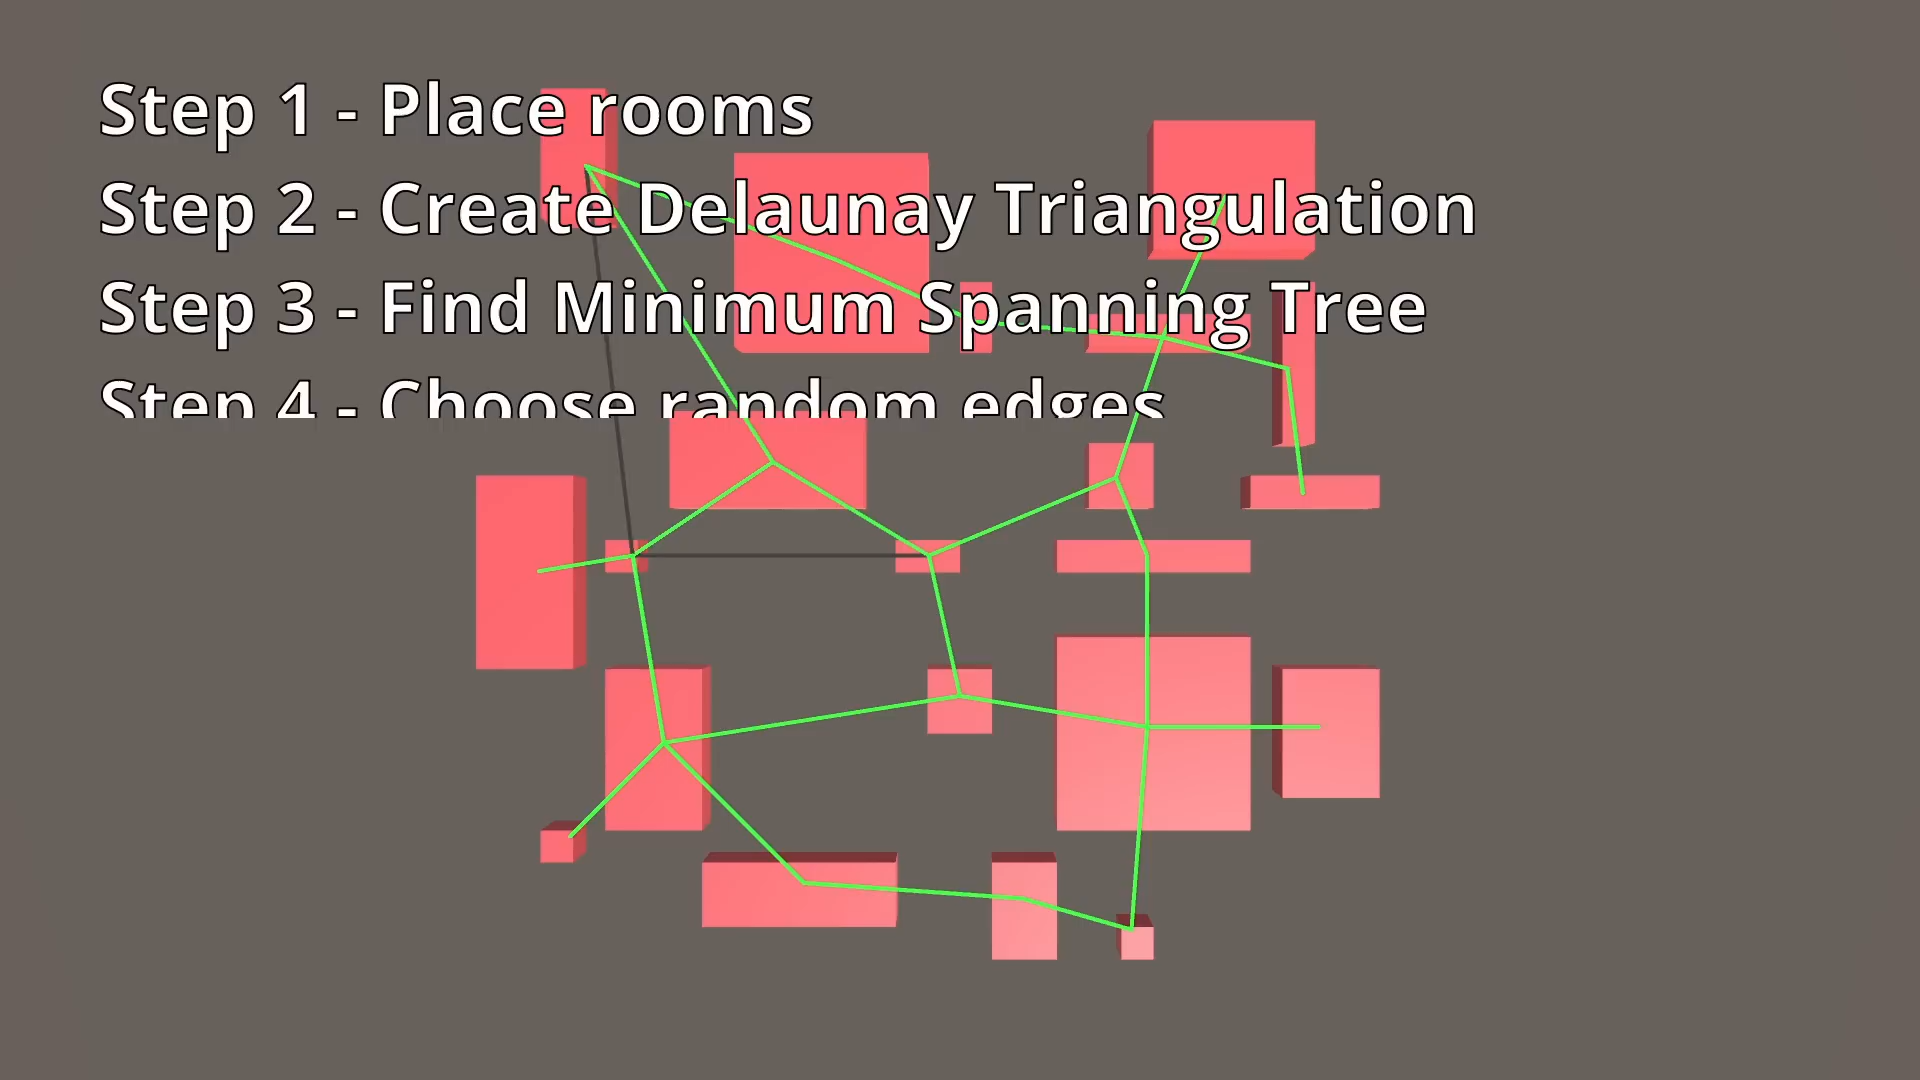 Step 1 - Place rooms
Step 2 - Create Delaunay Triangulation
Step 3 - Find Minimum Spanning Tree
Step 4 - Choose random edges